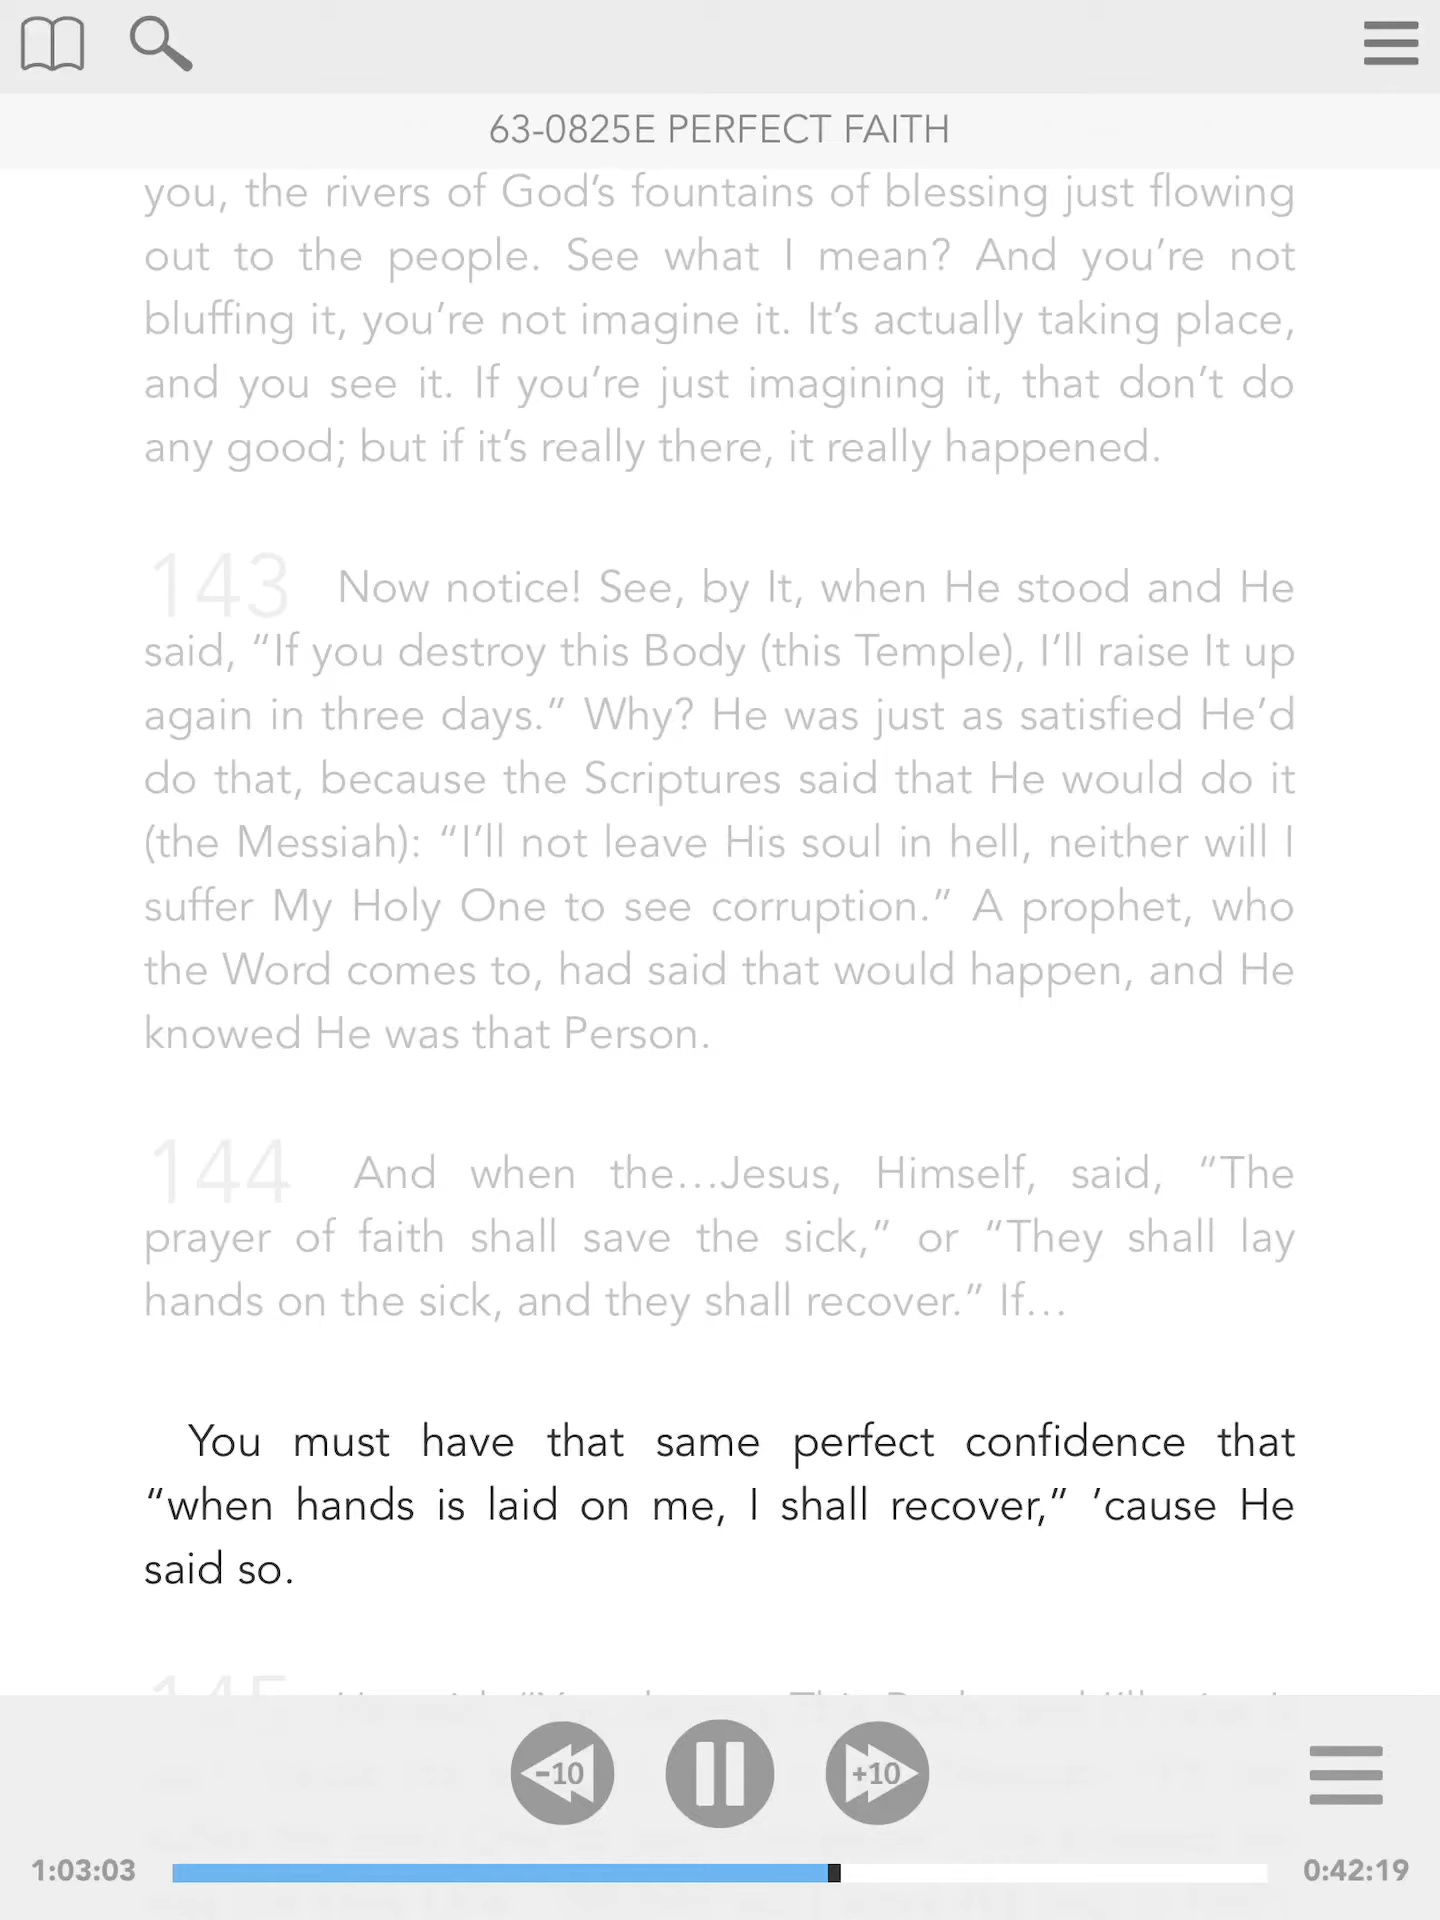 63-0825E PERFECT FAITH
you, the rivers of God’s fountains of blessing just flowing
out to the people. See what I mean? And you’re not
bluffing it, you’re not imagine it. It’s actually taking place,
and you see it. If you’re just imagining it, that don’t do
any good; but if it’s really there, it really happened.
143 Now notice! See, by It, when He stood and He
said, “If you destroy this Body (this Temple), I’ll raise It up
again in three days.” Why? He was just as satisfied He’d
do that, because the Scriptures said that He would do it
(the Messiah): “I’ll not leave His soul in hell, neither will I
suffer My Holy One to see corruption.” A prophet, who
the Word comes to, had said that would happen, and He
knowed He was that Person.
144 And when the…Jesus, Himself, said, “The
prayer of faith shall save the sick,” or “They shall lay
hands on the sick, and they shall recover.” If…
You must have that same perfect confidence that
“when hands is laid on me, I shall recover,” ’cause He
said so.
145
-10 +10
1:03:03 0:42:19